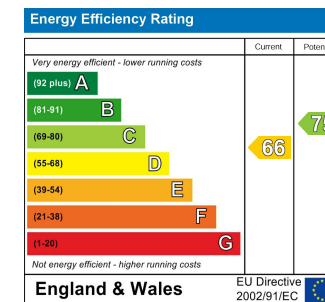 Energy Efficiency Rating
Current
Very energy efficient - lower running costs
(92 plus) A
(81-91) B
(69-80) C
(55-68) D
(39-54) E
(21-38) F
(1-20) G
66
Not energy efficient - higher running costs
England & Wales
EU Directive
2002/91/EC